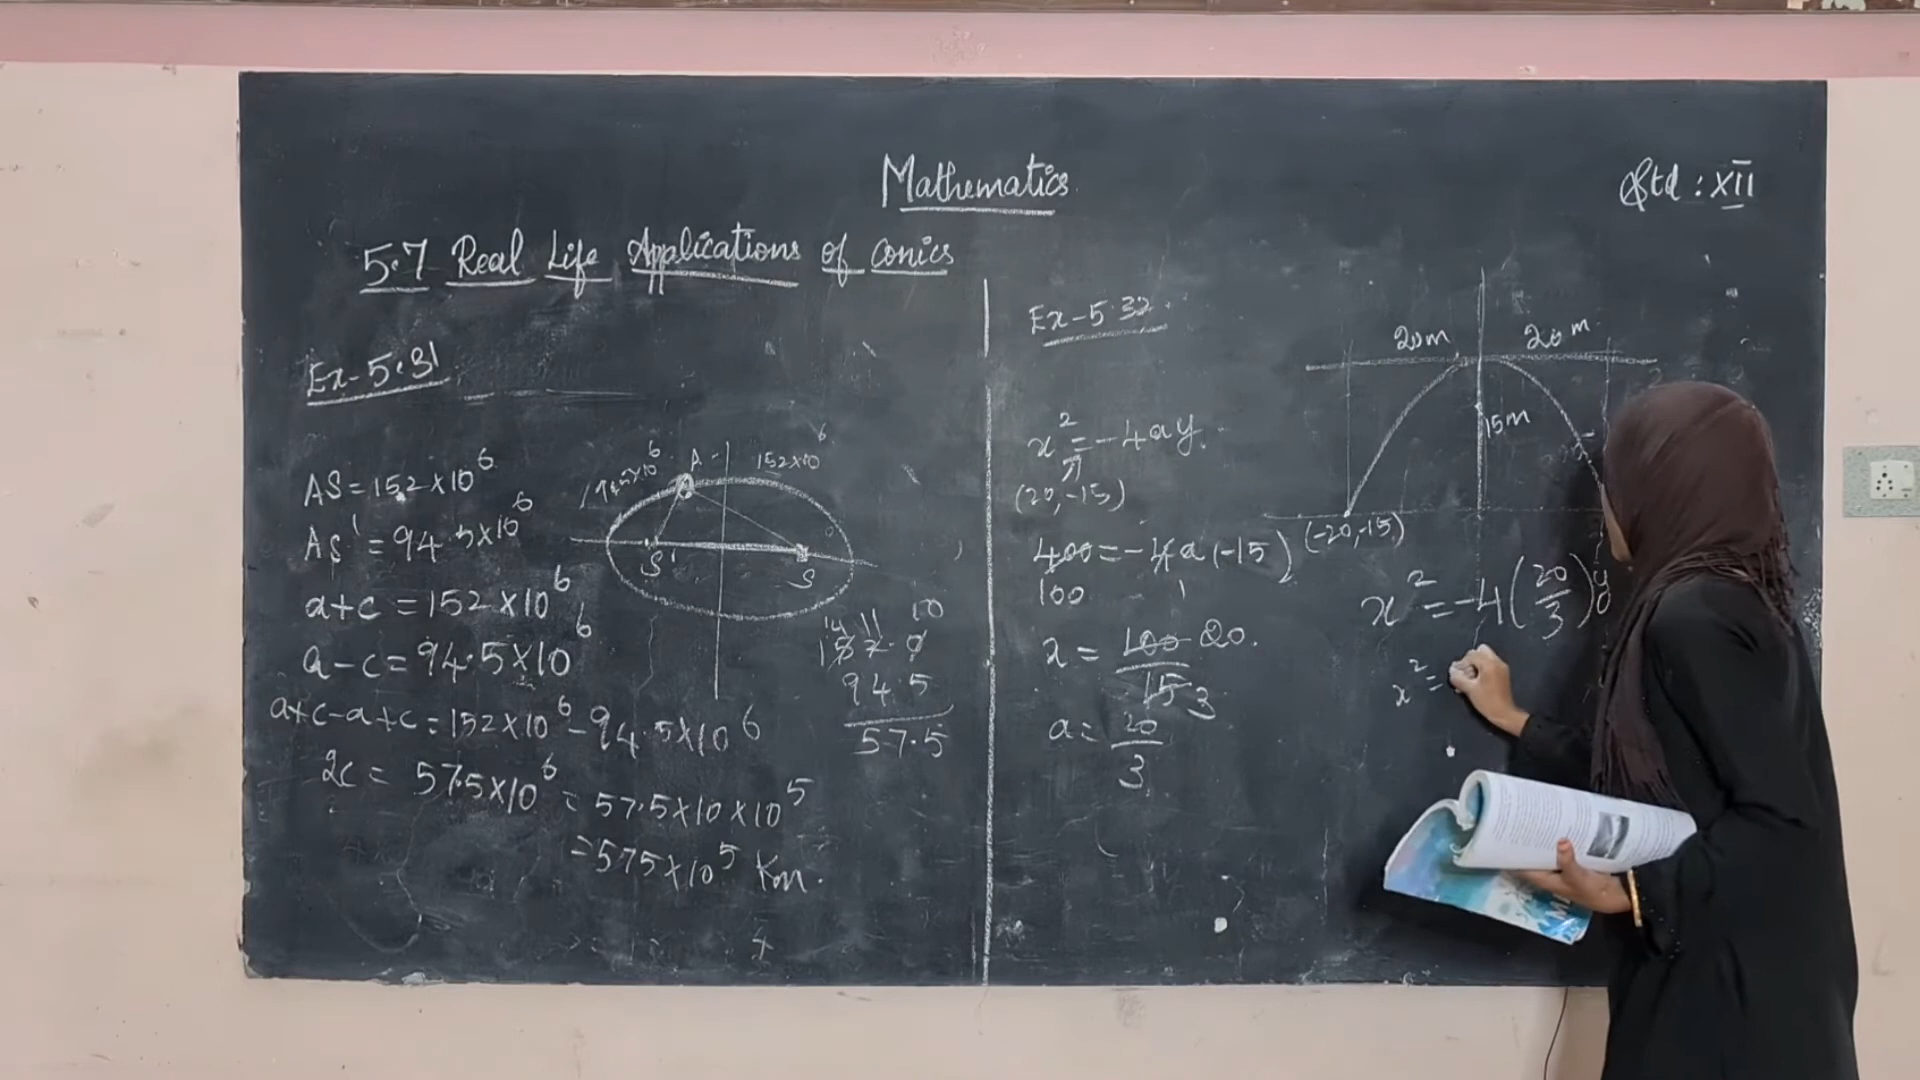 Mathematics
Std : XII
5.7 Real Life Applications of conics
Ex-5.31
AS = 152 × 10⁶
AS' = 94.5 × 10⁶
a+c = 152 × 10⁶
a-c = 94.5 × 10⁶
a+c-a+c = 152 × 10⁶ - 94.5 × 10⁶
2c = 57.5 × 10⁶ = 57.5 × 10 × 10⁵
= 575 × 10⁵ Km.
A
152 × 10⁶
S'
S
14 11 10
152.0
94.5
57.5
Ex-5.32.
x² = -4ay.
(20, -15)
400 = -4a(-15)
100 1
a = 100 20.
15 3
a = 20/3
20m 20m
15m
(-20, -15)
x² = -4(20/3)y
x² =